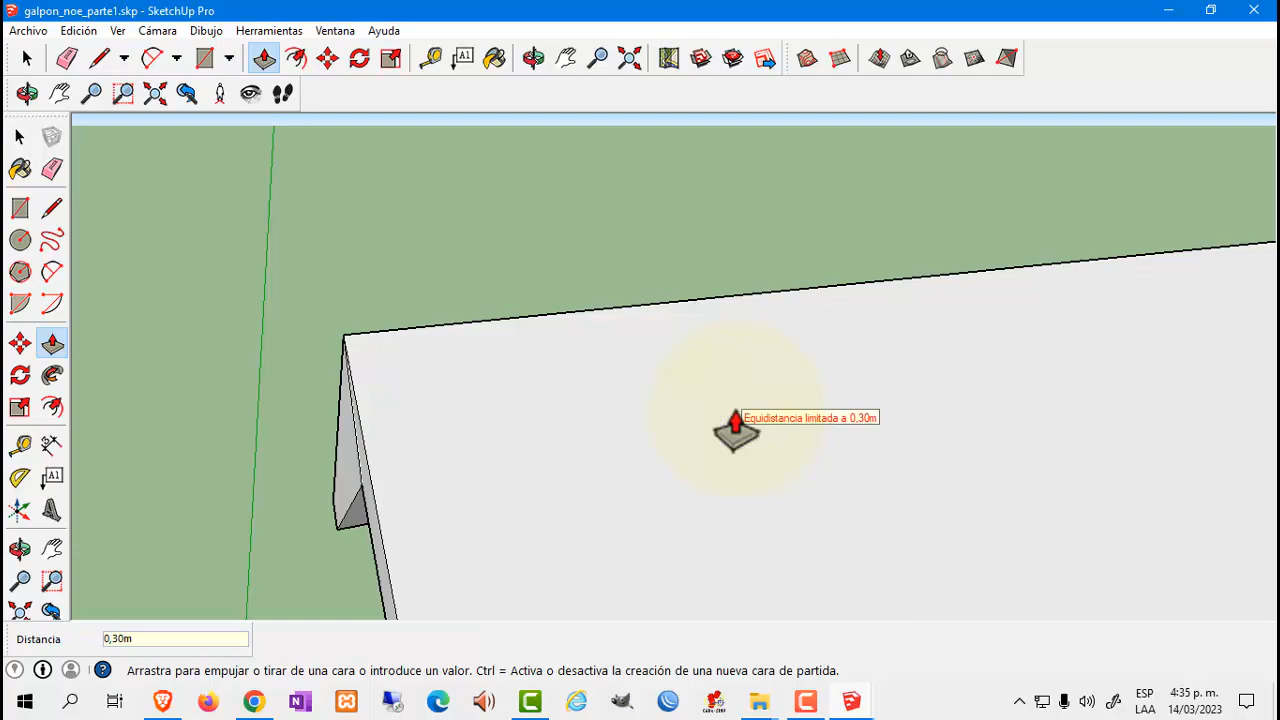 galpon_noe_parte1.skp - SketchUp Pro
Archivo Edición Ver Cámara Dibujo Herramientas Ventana Ayuda
A1
A1
Equidistancia limitada a 0,30m
Distancia 0,30m
Arrastra para empujar o tirar de una cara o introduce un valor. Ctrl = Activa o desactiva la creación de una nueva cara de partida.
ESP 4:35 p. m.
LAA 14/03/2023